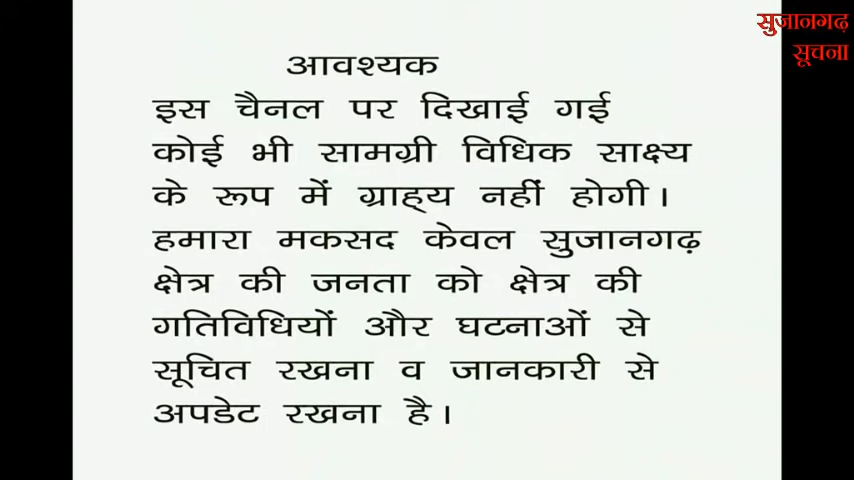 सुजानगढ़
सूचना
आवश्यक
इस चैनल पर दिखाई गई
कोई भी सामग्री विधिक साक्ष्य
के रूप में ग्राह्य नहीं होगी।
हमारा मकसद केवल सुजानगढ़
क्षेत्र की जनता को क्षेत्र की
गतिविधियों और घटनाओं से
सूचित रखना व जानकारी से
अपडेट रखना है।